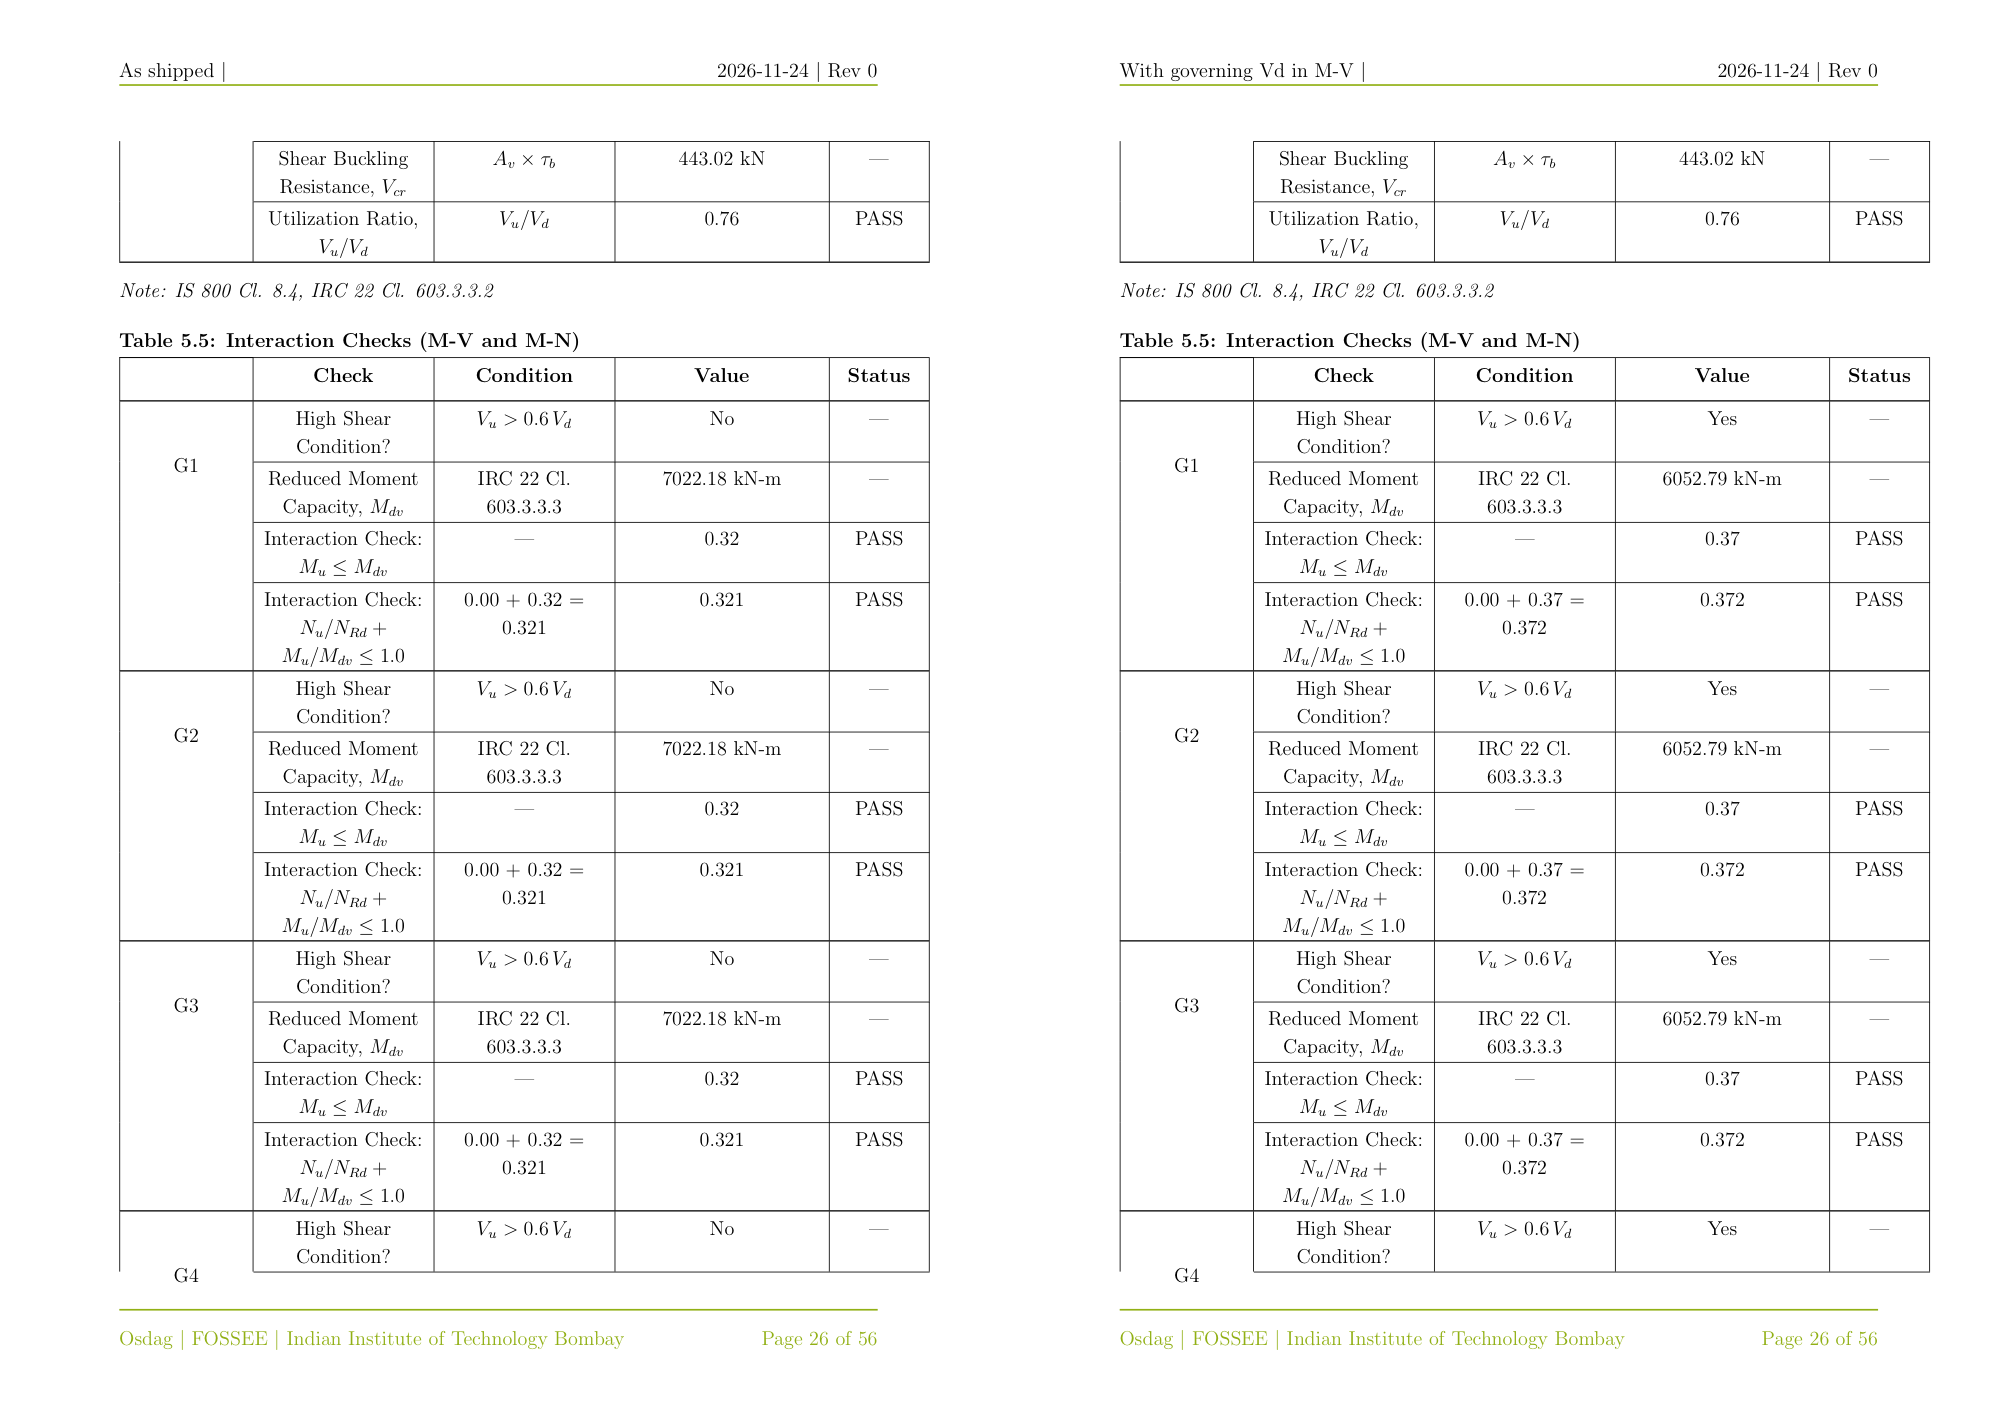 As shipped | 2026-11-24 | Rev 0
Shear Buckling Resistance, V_cr | A_v × τ_b | 443.02 kN | —
Utilization Ratio, V_u/V_d | V_u/V_d | 0.76 | PASS
Note: IS 800 Cl. 8.4, IRC 22 Cl. 603.3.3.2
Table 5.5: Interaction Checks (M-V and M-N)
Check | Condition | Value | Status
G1
High Shear Condition? | V_u > 0.6 V_d | No | —
Reduced Moment Capacity, M_dv | IRC 22 Cl. 603.3.3.3 | 7022.18 kN-m | —
Interaction Check: M_u ≤ M_dv | — | 0.32 | PASS
Interaction Check: N_u/N_Rd + M_u/M_dv ≤ 1.0 | 0.00 + 0.32 = 0.321 | 0.321 | PASS
G2
High Shear Condition? | V_u > 0.6 V_d | No | —
Reduced Moment Capacity, M_dv | IRC 22 Cl. 603.3.3.3 | 7022.18 kN-m | —
Interaction Check: M_u ≤ M_dv | — | 0.32 | PASS
Interaction Check: N_u/N_Rd + M_u/M_dv ≤ 1.0 | 0.00 + 0.32 = 0.321 | 0.321 | PASS
G3
High Shear Condition? | V_u > 0.6 V_d | No | —
Reduced Moment Capacity, M_dv | IRC 22 Cl. 603.3.3.3 | 7022.18 kN-m | —
Interaction Check: M_u ≤ M_dv | — | 0.32 | PASS
Interaction Check: N_u/N_Rd + M_u/M_dv ≤ 1.0 | 0.00 + 0.32 = 0.321 | 0.321 | PASS
G4
High Shear Condition? | V_u > 0.6 V_d | No | —
Osdag | FOSSEE | Indian Institute of Technology Bombay Page 26 of 56
With governing Vd in M-V | 2026-11-24 | Rev 0
Shear Buckling Resistance, V_cr | A_v × τ_b | 443.02 kN | —
Utilization Ratio, V_u/V_d | V_u/V_d | 0.76 | PASS
Note: IS 800 Cl. 8.4, IRC 22 Cl. 603.3.3.2
Table 5.5: Interaction Checks (M-V and M-N)
Check | Condition | Value | Status
G1
High Shear Condition? | V_u > 0.6 V_d | Yes | —
Reduced Moment Capacity, M_dv | IRC 22 Cl. 603.3.3.3 | 6052.79 kN-m | —
Interaction Check: M_u ≤ M_dv | — | 0.37 | PASS
Interaction Check: N_u/N_Rd + M_u/M_dv ≤ 1.0 | 0.00 + 0.37 = 0.372 | 0.372 | PASS
G2
High Shear Condition? | V_u > 0.6 V_d | Yes | —
Reduced Moment Capacity, M_dv | IRC 22 Cl. 603.3.3.3 | 6052.79 kN-m | —
Interaction Check: M_u ≤ M_dv | — | 0.37 | PASS
Interaction Check: N_u/N_Rd + M_u/M_dv ≤ 1.0 | 0.00 + 0.37 = 0.372 | 0.372 | PASS
G3
High Shear Condition? | V_u > 0.6 V_d | Yes | —
Reduced Moment Capacity, M_dv | IRC 22 Cl. 603.3.3.3 | 6052.79 kN-m | —
Interaction Check: M_u ≤ M_dv | — | 0.37 | PASS
Interaction Check: N_u/N_Rd + M_u/M_dv ≤ 1.0 | 0.00 + 0.37 = 0.372 | 0.372 | PASS
G4
High Shear Condition? | V_u > 0.6 V_d | Yes | —
Osdag | FOSSEE | Indian Institute of Technology Bombay Page 26 of 56